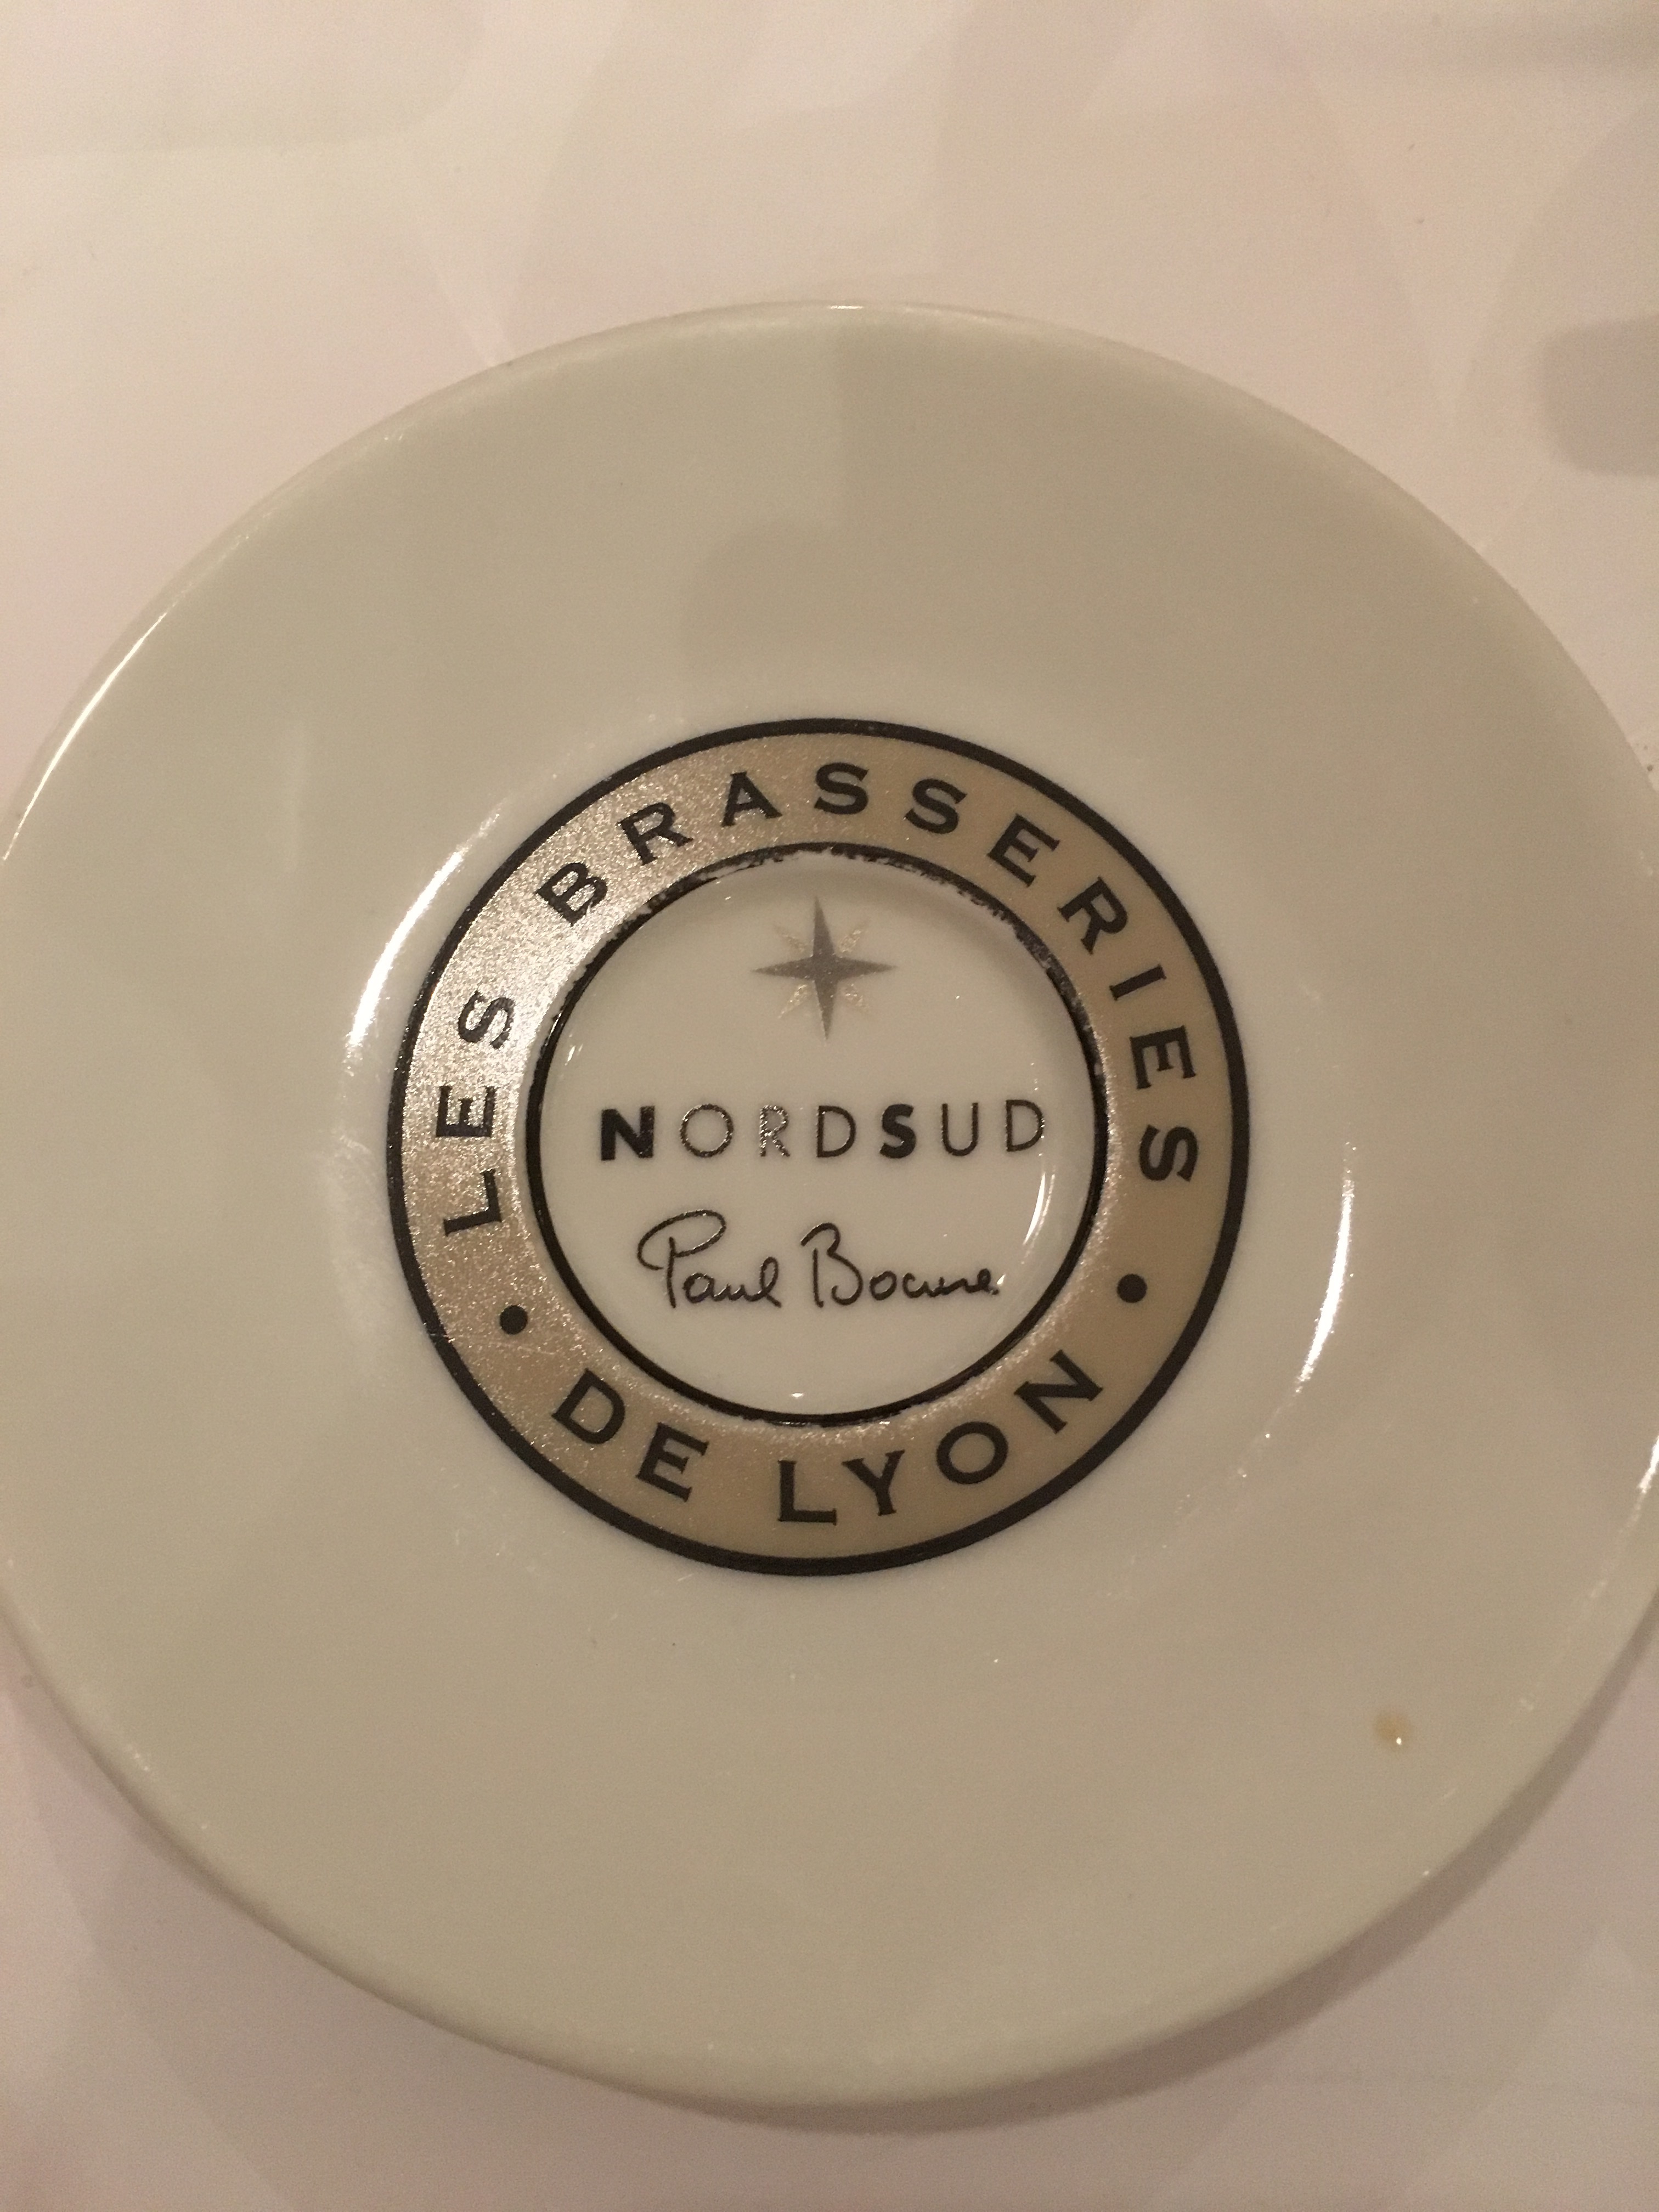 LES BRASSERIES
NORDSUD
Paul Bocuse
• DE LYON •